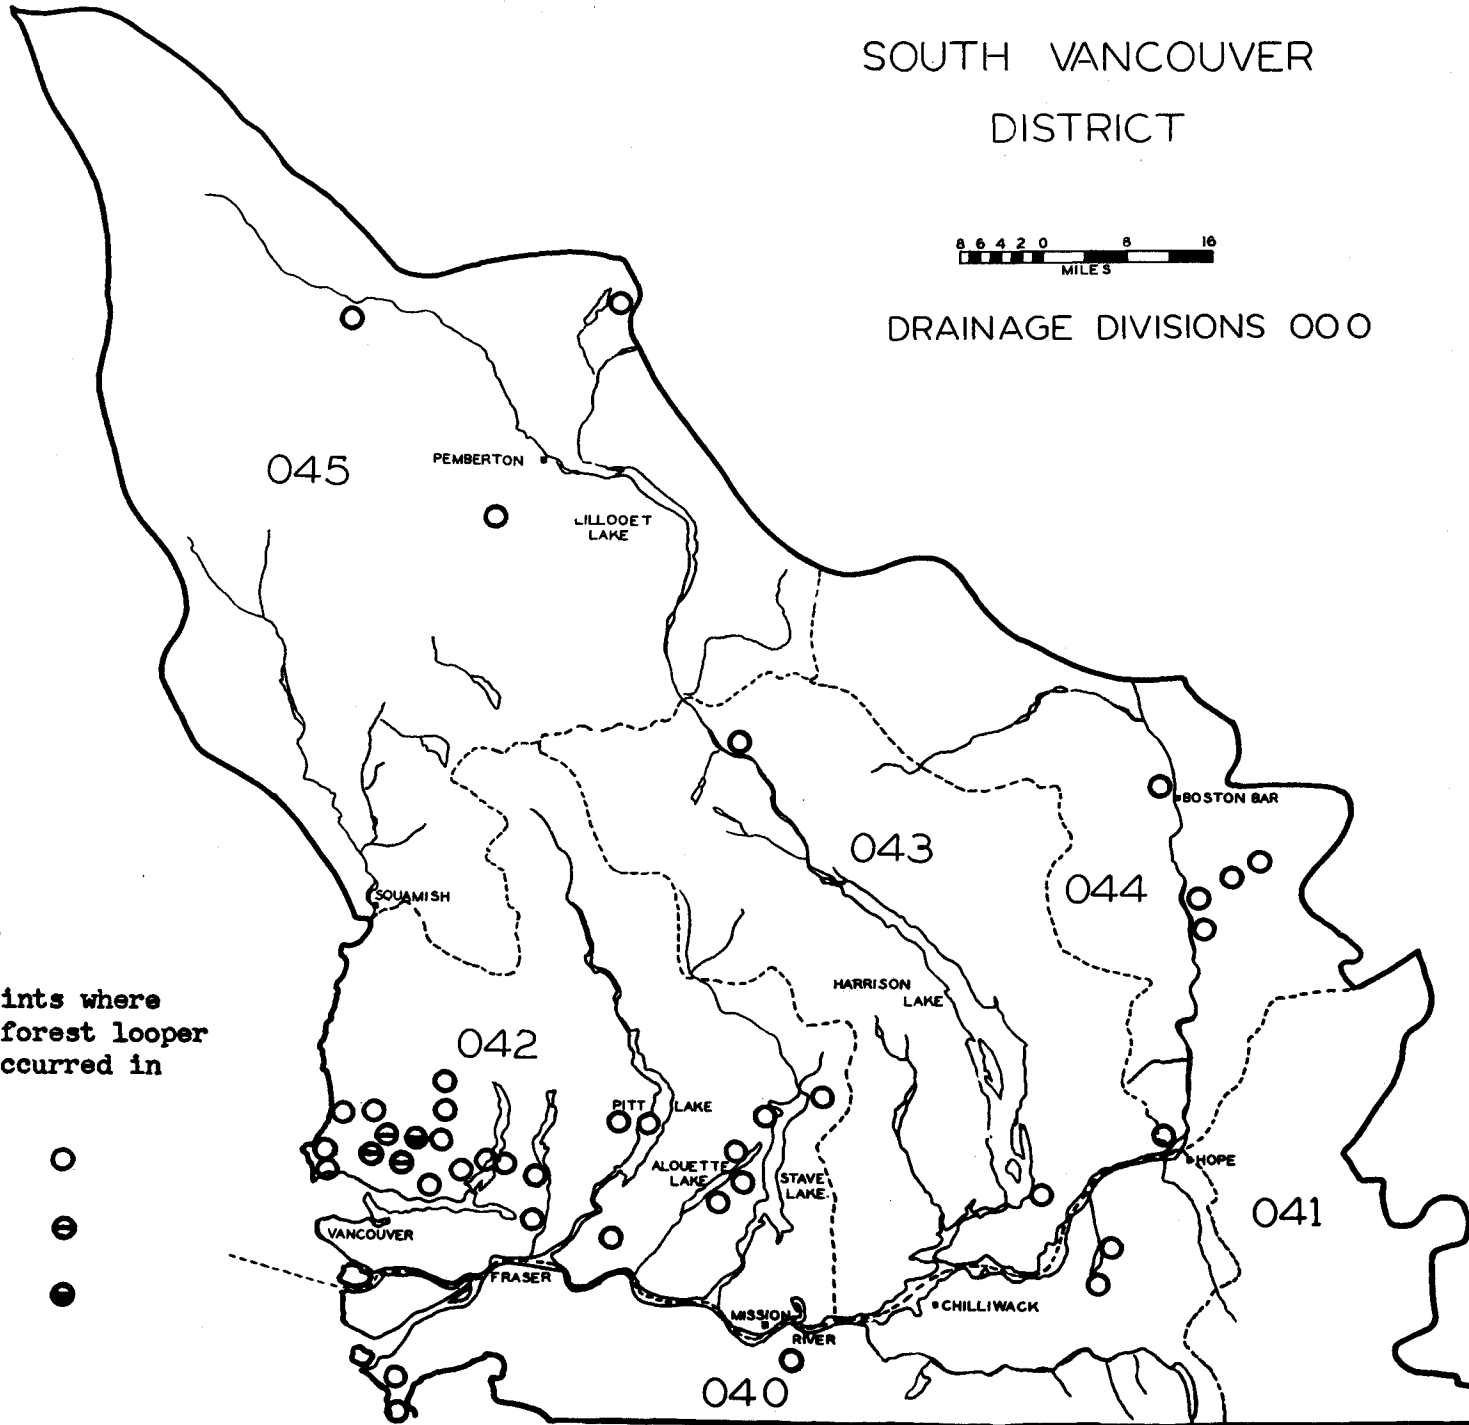 SOUTH VANCOUVER
DISTRICT
8 6 4 2 0 8 16
MILES
DRAINAGE DIVISIONS 000
045
PEMBERTON
LILLOOET
LAKE
043
BOSTON BAR
044
SQUAMISH
HARRISON
LAKE
ints where
forest looper
ccurred in
042
PITT LAKE
ALOUETTE
LAKE
STAVE
LAKE
HOPE
041
VANCOUVER
FRASER
CHILLIWACK
MISSION
RIVER
040